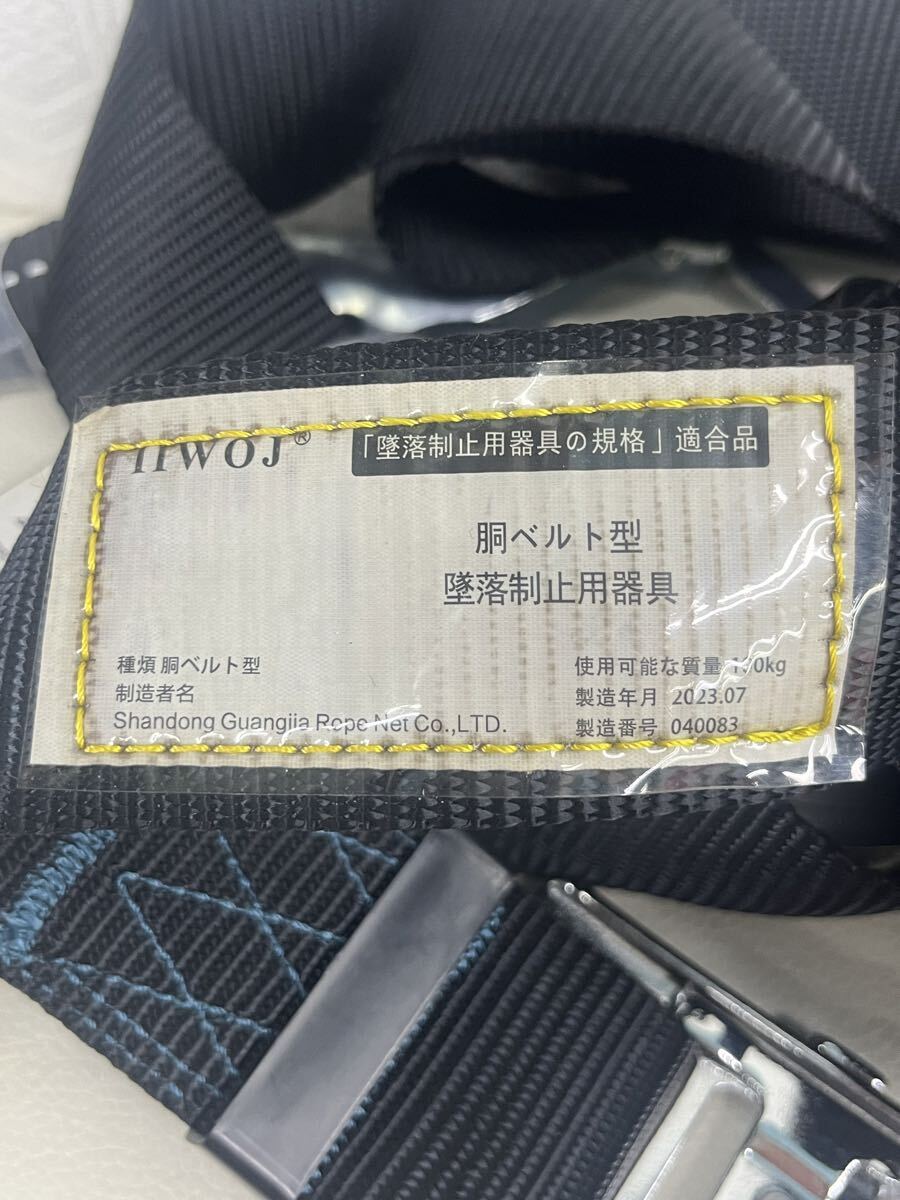 「墜落制止用器具の規格」適合品
胴ベルト型
墜落制止用器具
種類 胴ベルト型
制造者名
Shandong Guangjia Rope Net Co.,LTD.
使用可能な質量
製造年月 2023.07
製造番号 040083